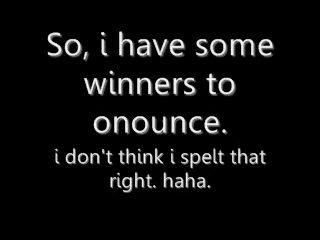 So, i have some
winners to
onounce.
i don't think i spelt that
right. haha.